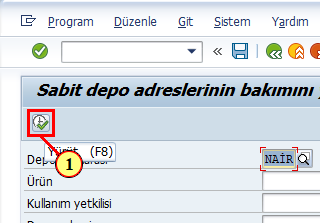 Program Düzenle Git Sistem Yardım
Sabit depo adreslerinin bakımını
Yürüt (F8)
1
NAİR
Ürün
Kullanım yetkilisi